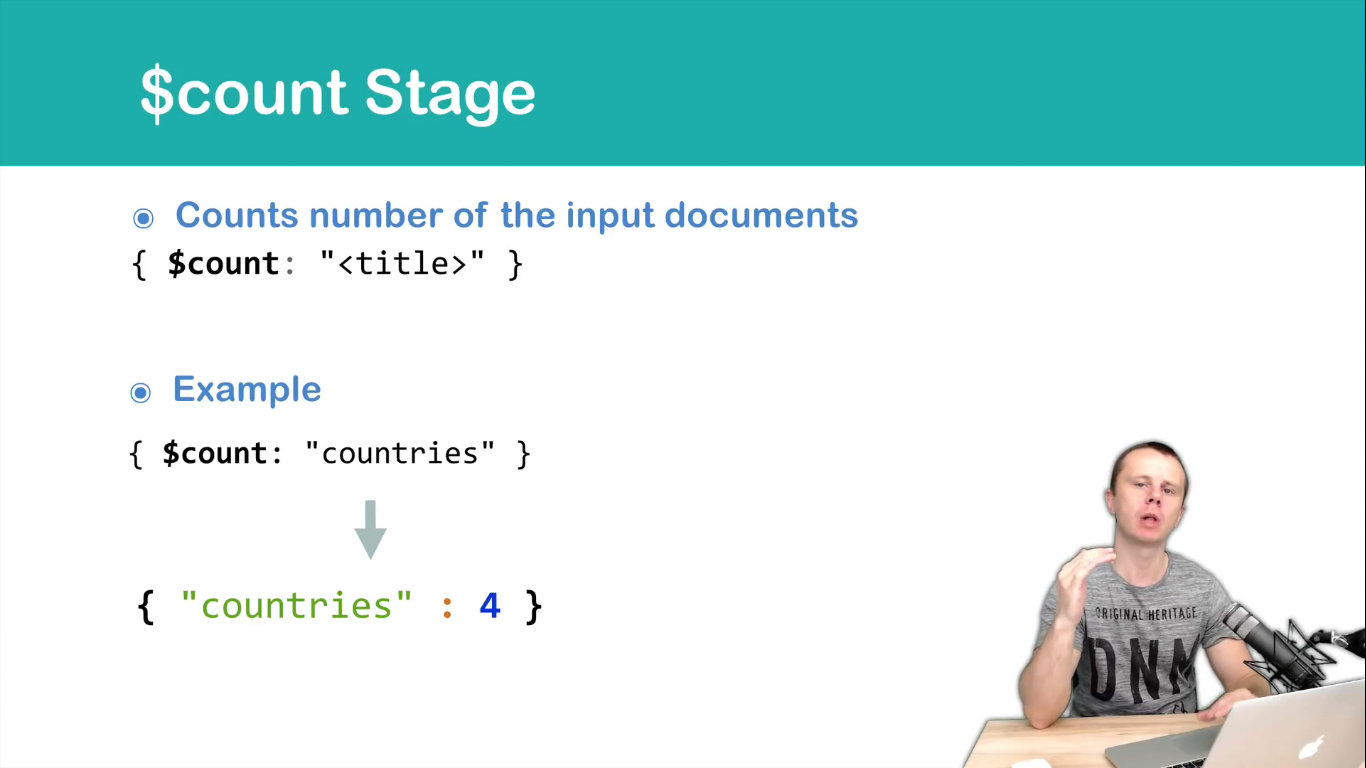 $count Stage
◉ Counts number of the input documents
{ $count: "<title>" }
◉ Example
{ $count: "countries" }
{ "countries" : 4 }
ORIGINAL HERITAGE
DNM